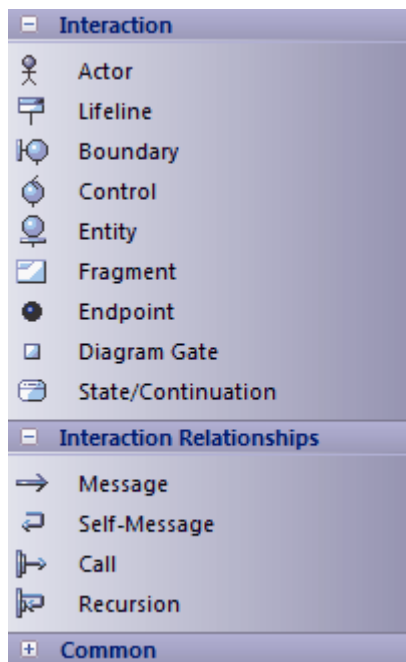 Interaction
Actor
Lifeline
Boundary
Control
Entity
Fragment
Endpoint
Diagram Gate
State/Continuation
Interaction Relationships
Message
Self-Message
Call
Recursion
Common